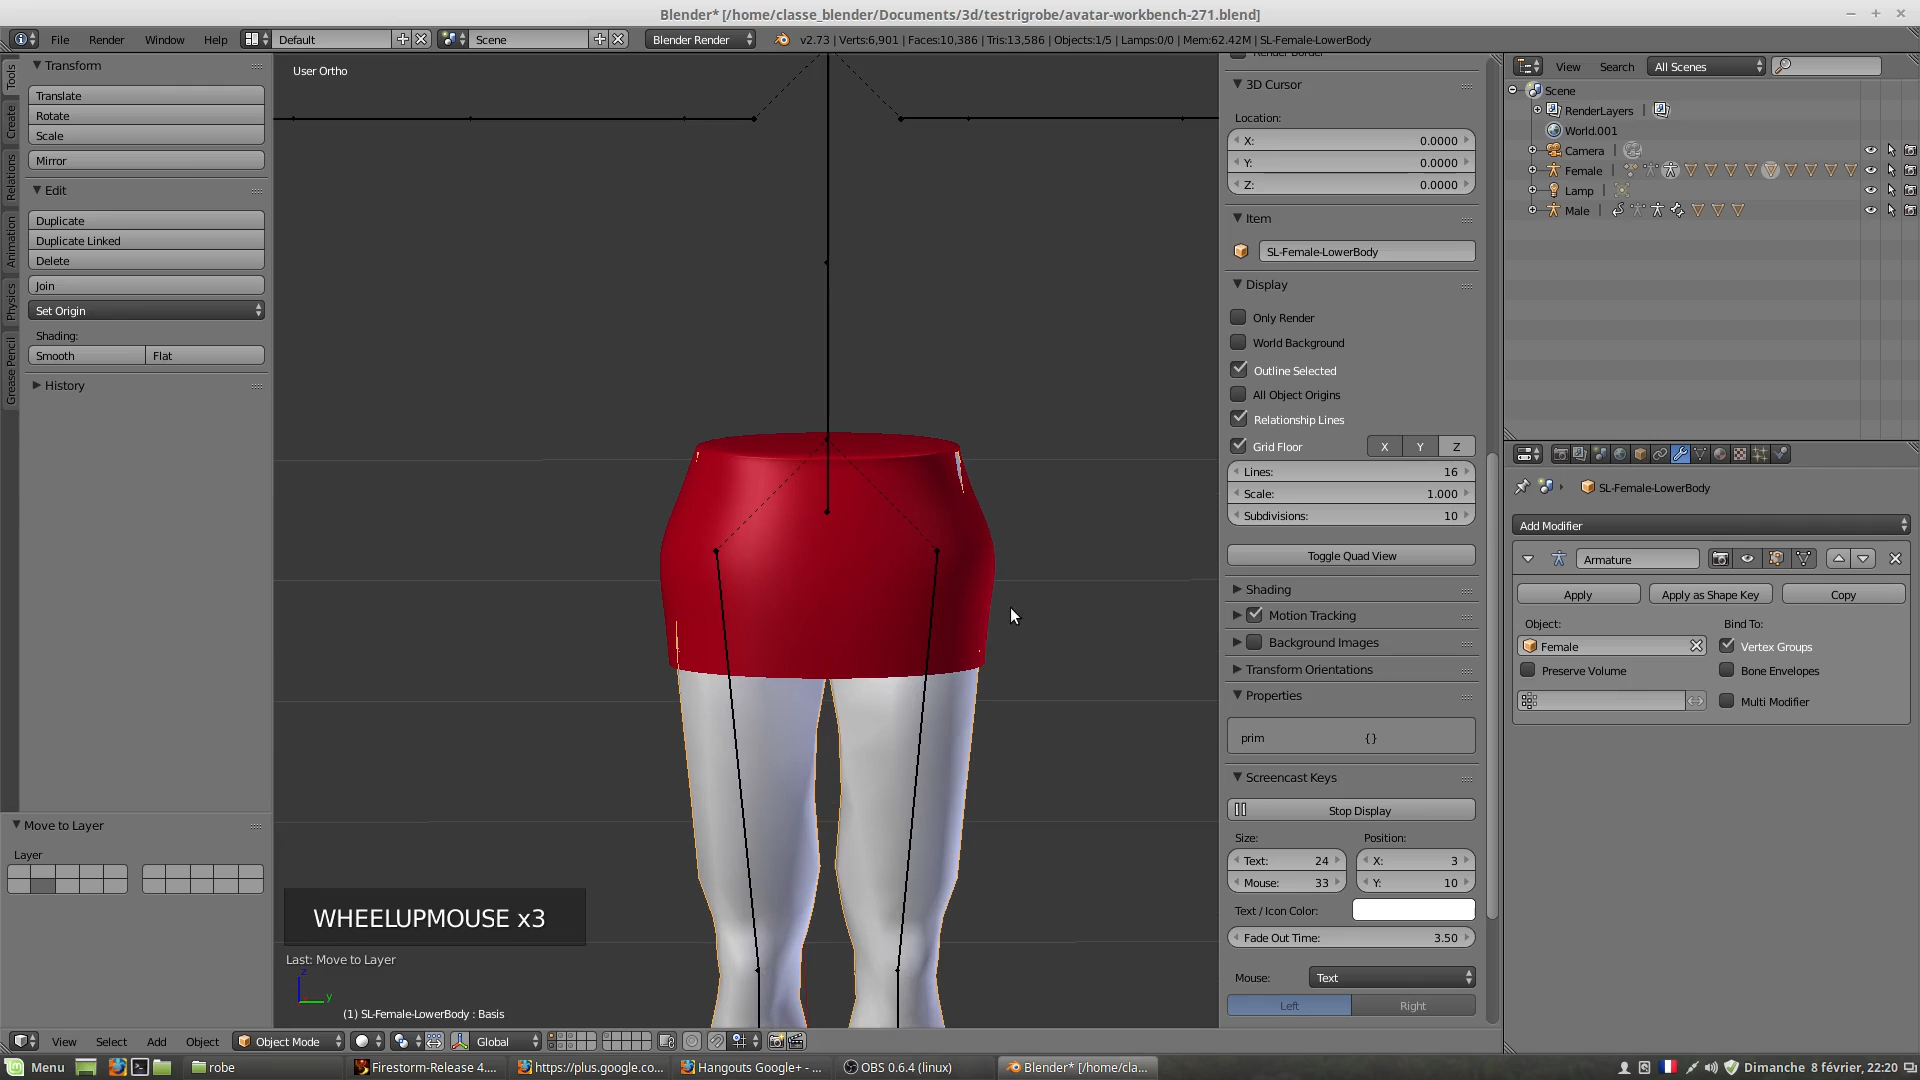 Blender* [/home/classe_blender/Documents/3d/testrigrobe/avatar-workbench-271.blend]
File Render Window Help Default Scene Blender Render v2.73 | Verts:6,901 | Faces:10,386 | Tris:13,586 | Objects:1/5 | Lamps:0/0 | Mem:62.42M | SL-Female-LowerBody
Tools
Create
Relations
Animation
Physics
Grease Pencil
Transform
Translate
Rotate
Scale
Mirror
Edit
Duplicate
Duplicate Linked
Delete
Join
Set Origin
Shading:
Smooth Flat
History
Move to Layer
Layer
User Ortho
WHEELUPMOUSE x3
Last: Move to Layer
z
y
(1) SL-Female-LowerBody : Basis
3D Cursor
Location:
X: 0.0000
Y: 0.0000
Z: 0.0000
Item
SL-Female-LowerBody
Display
Only Render
World Background
Outline Selected
All Object Origins
Relationship Lines
Grid Floor X Y Z
Lines: 16
Scale: 1.000
Subdivisions: 10
Toggle Quad View
Shading
Motion Tracking
Background Images
Transform Orientations
Properties
prim {}
Screencast Keys
Stop Display
Size: Position:
Text: 24 X: 3
Mouse: 33 Y: 10
Text / Icon Color:
Fade Out Time: 3.50
Mouse: Text
Left Right
View Search All Scenes
Scene
RenderLayers |
World.001
Camera |
Female |
Lamp |
Male |
SL-Female-LowerBody
Add Modifier
Armature
Apply Apply as Shape Key Copy
Object: Bind To:
Female Vertex Groups
Preserve Volume Bone Envelopes
Multi Modifier
View Select Add Object Object Mode Global
Menu robe Firestorm-Release 4.... https://plus.google.co... Hangouts Google+ - ... OBS 0.6.4 (linux) Blender* [/home/cla... Dimanche 8 février, 22:20